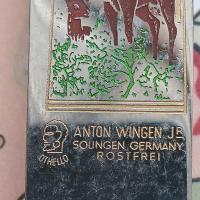 ANTON WINGEN, JR.
SOLINGEN, GERMANY
OTHELLO
ROSTFREI